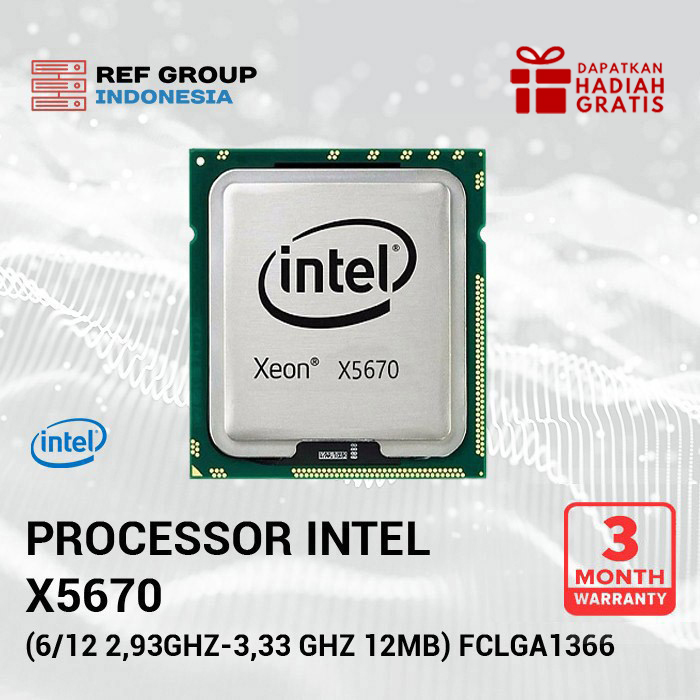 REF GROUP
INDONESIA
DAPATKAN
HADIAH
GRATIS
intel®
Xeon® X5670
intel
PROCESSOR INTEL
X5670
(6/12 2,93GHZ-3,33 GHZ 12MB) FCLGA1366
3
MONTH
WARRANTY